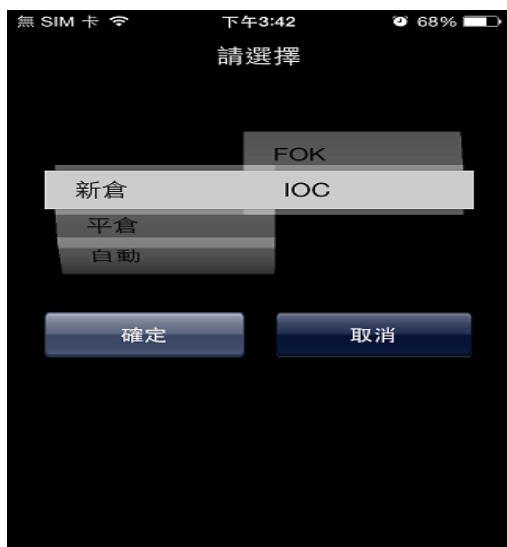 無 SIM 卡 下午3:42 68%
請選擇
FOK
新倉 IOC
平倉
自動
確定 取消